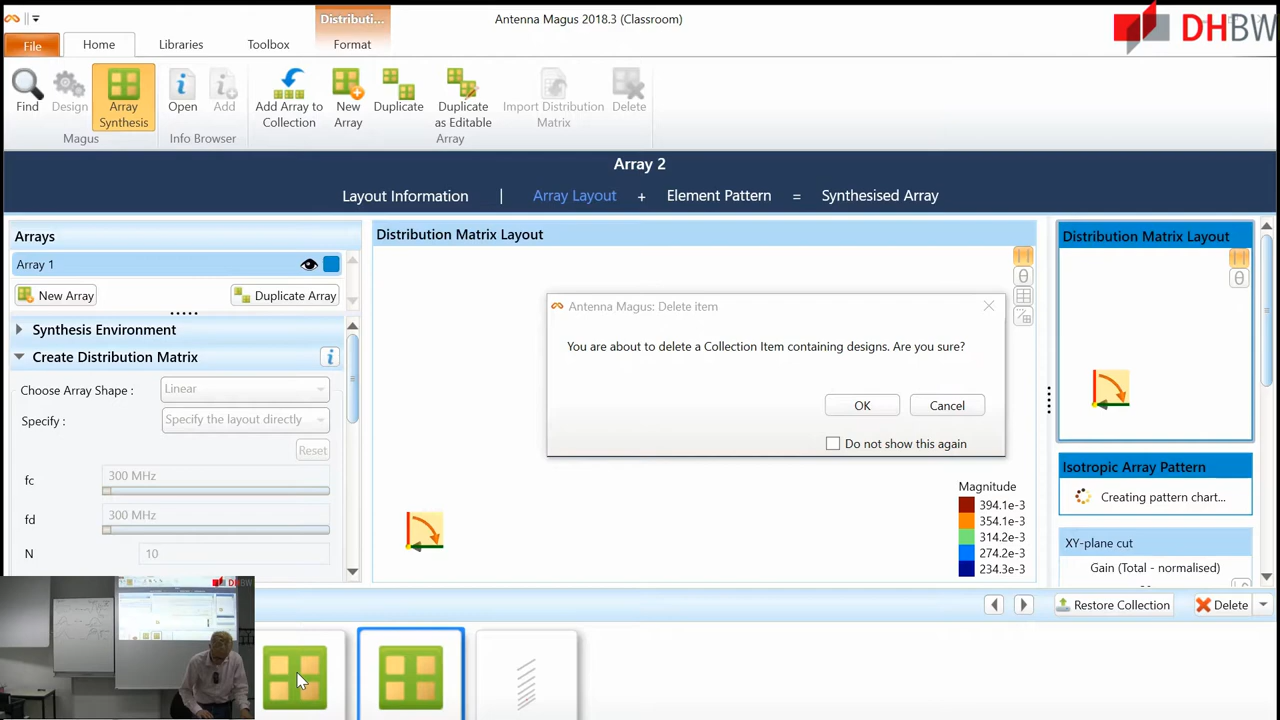 Distributi...
Antenna Magus 2018.3 (Classroom)
DHBW
File
Home
Libraries
Toolbox
Format
Find
Design
Array
Synthesis
Open
Add
Add Array to
Collection
New
Array
Duplicate
Duplicate
as Editable
Import Distribution
Matrix
Delete
Magus
Info Browser
Array
Array 2
Layout Information | Array Layout + Element Pattern = Synthesised Array
Arrays
Array 1
New Array
Duplicate Array
Synthesis Environment
Create Distribution Matrix
Choose Array Shape :
Linear
Specify :
Specify the layout directly
Reset
fc
300 MHz
fd
300 MHz
N
10
Distribution Matrix Layout
Antenna Magus: Delete item
You are about to delete a Collection Item containing designs. Are you sure?
OK
Cancel
Do not show this again
Magnitude
394.1e-3
354.1e-3
314.2e-3
274.2e-3
234.3e-3
Distribution Matrix Layout
Isotropic Array Pattern
Creating pattern chart...
XY-plane cut
Gain (Total - normalised)
Restore Collection
Delete